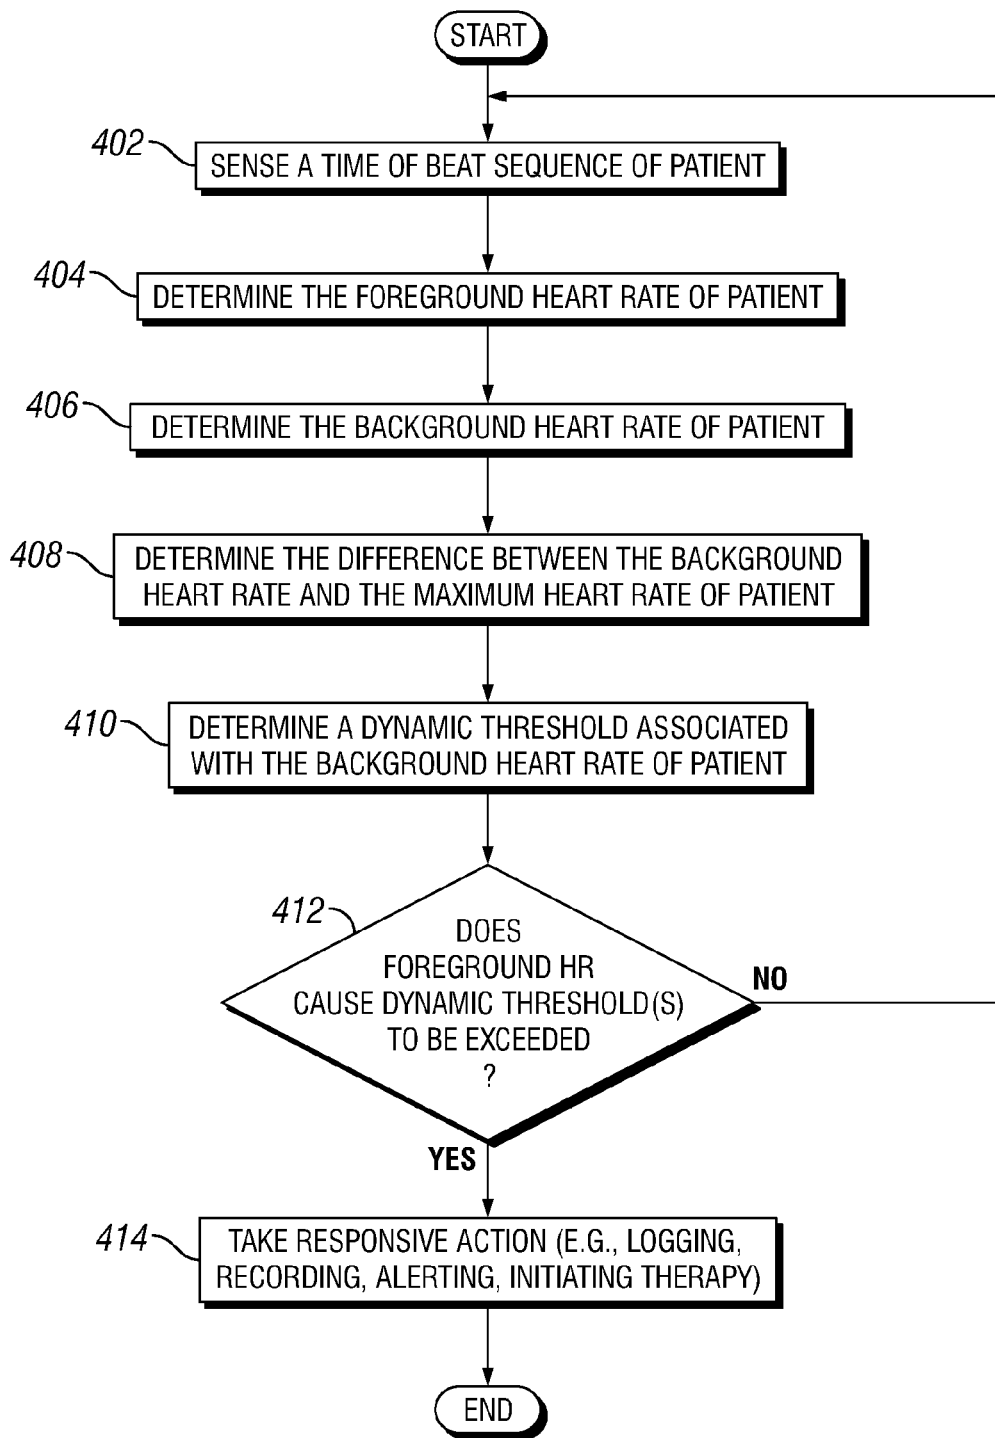 START
402
SENSE A TIME OF BEAT SEQUENCE OF PATIENT
404
DETERMINE THE FOREGROUND HEART RATE OF PATIENT
406
DETERMINE THE BACKGROUND HEART RATE OF PATIENT
408
DETERMINE THE DIFFERENCE BETWEEN THE BACKGROUND
HEART RATE AND THE MAXIMUM HEART RATE OF PATIENT
410
DETERMINE A DYNAMIC THRESHOLD ASSOCIATED
WITH THE BACKGROUND HEART RATE OF PATIENT
412
DOES
FOREGROUND HR
CAUSE DYNAMIC THRESHOLD(S)
TO BE EXCEEDED
?
NO
YES
414
TAKE RESPONSIVE ACTION (E.G., LOGGING,
RECORDING, ALERTING, INITIATING THERAPY)
END